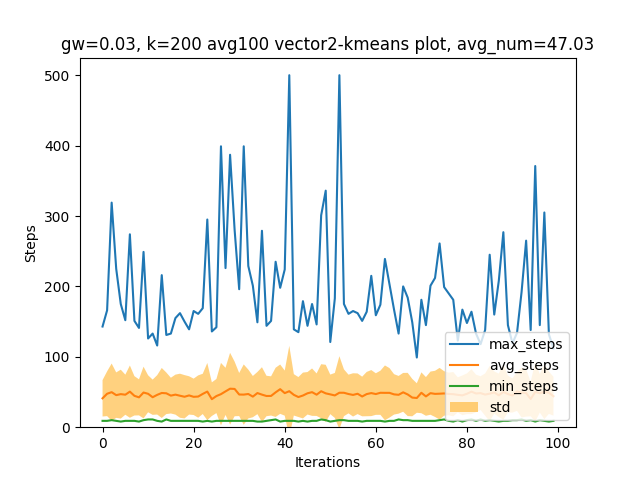 gw=0.03, k=200 avg100 vector2-kmeans plot, avg_num=47.03
500
400
300
200
100
0
Steps
max_steps
avg_steps
min_steps
std
0
20
40
60
80
100
Iterations